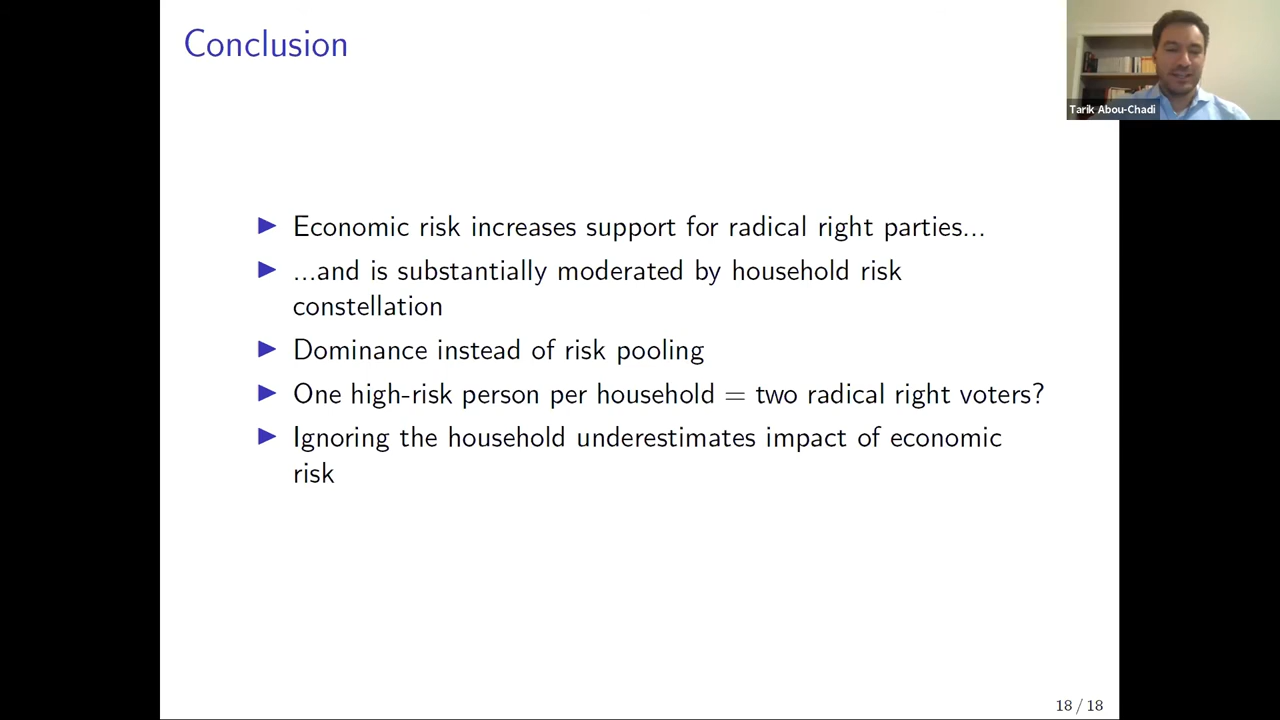 Conclusion
Tarik Abou-Chadi
Economic risk increases support for radical right parties...
...and is substantially moderated by household risk
constellation
Dominance instead of risk pooling
One high-risk person per household = two radical right voters?
Ignoring the household underestimates impact of economic
risk
18 / 18